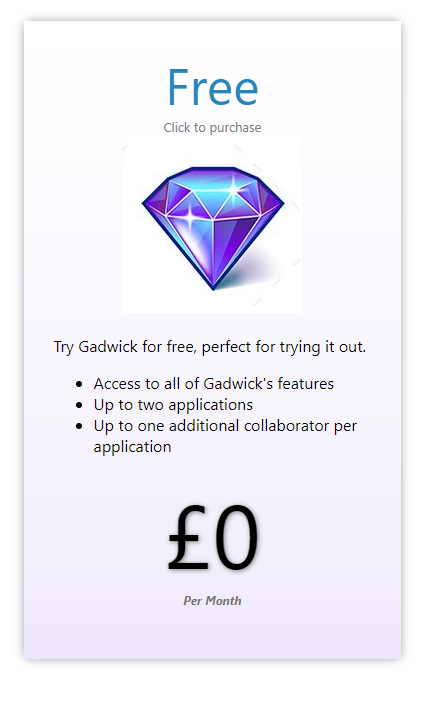 Free
Click to purchase
Try Gadwick for free, perfect for trying it out.
Access to all of Gadwick's features
Up to two applications
Up to one additional collaborator per
application
£0
Per Month